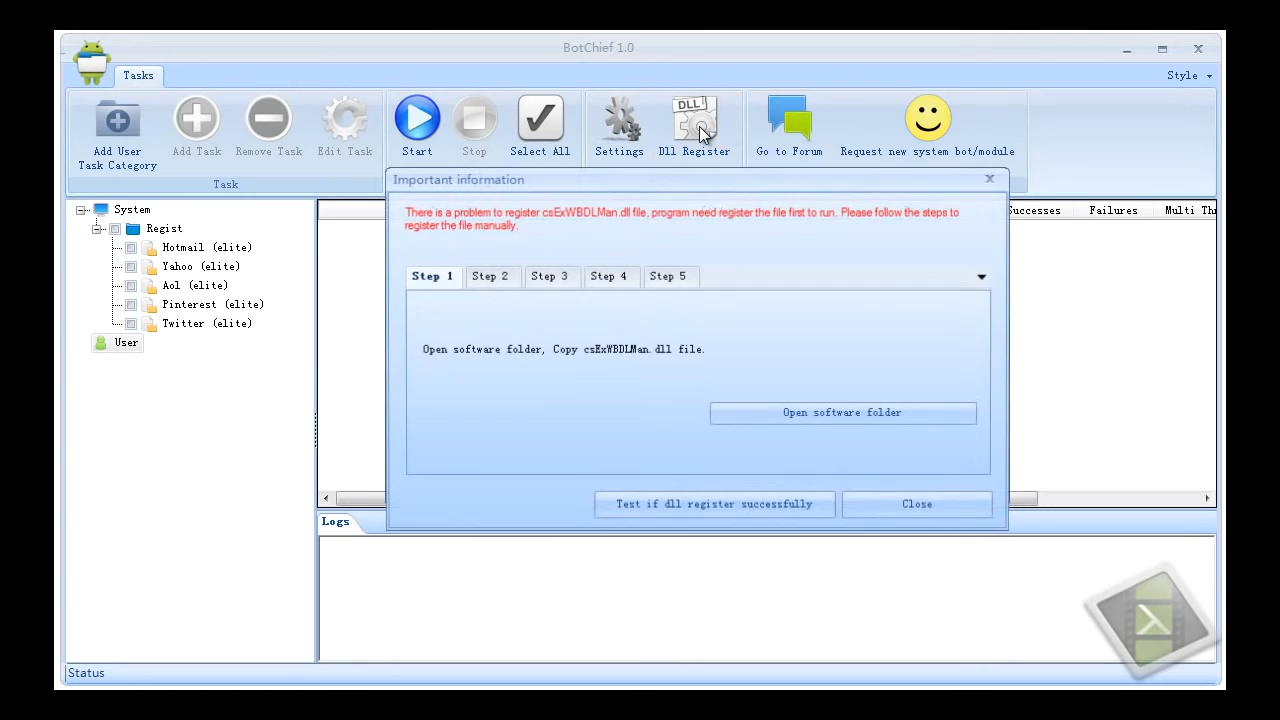 BotChief 1.0
Tasks
Style
Add User
Task Category
Add Task
Remove Task
Edit Task
Start
Stop
Select All
DLL
Settings
Dll Register
Go to Forum
Request new system bot/module
Task
Important information
There is a problem to register csExWBDLMan.dll file, program need register the file first to run. Please follow the steps to
register the file manually.
System
Regist
Hotmail (elite)
Yahoo (elite)
Aol (elite)
Pinterest (elite)
Twitter (elite)
User
Successes
Failures
Multi Thr
Step 1
Step 2
Step 3
Step 4
Step 5
Open software folder, Copy csExWBDLMan.dll file.
Open software folder
Test if dll register successfully
Close
Logs
Status